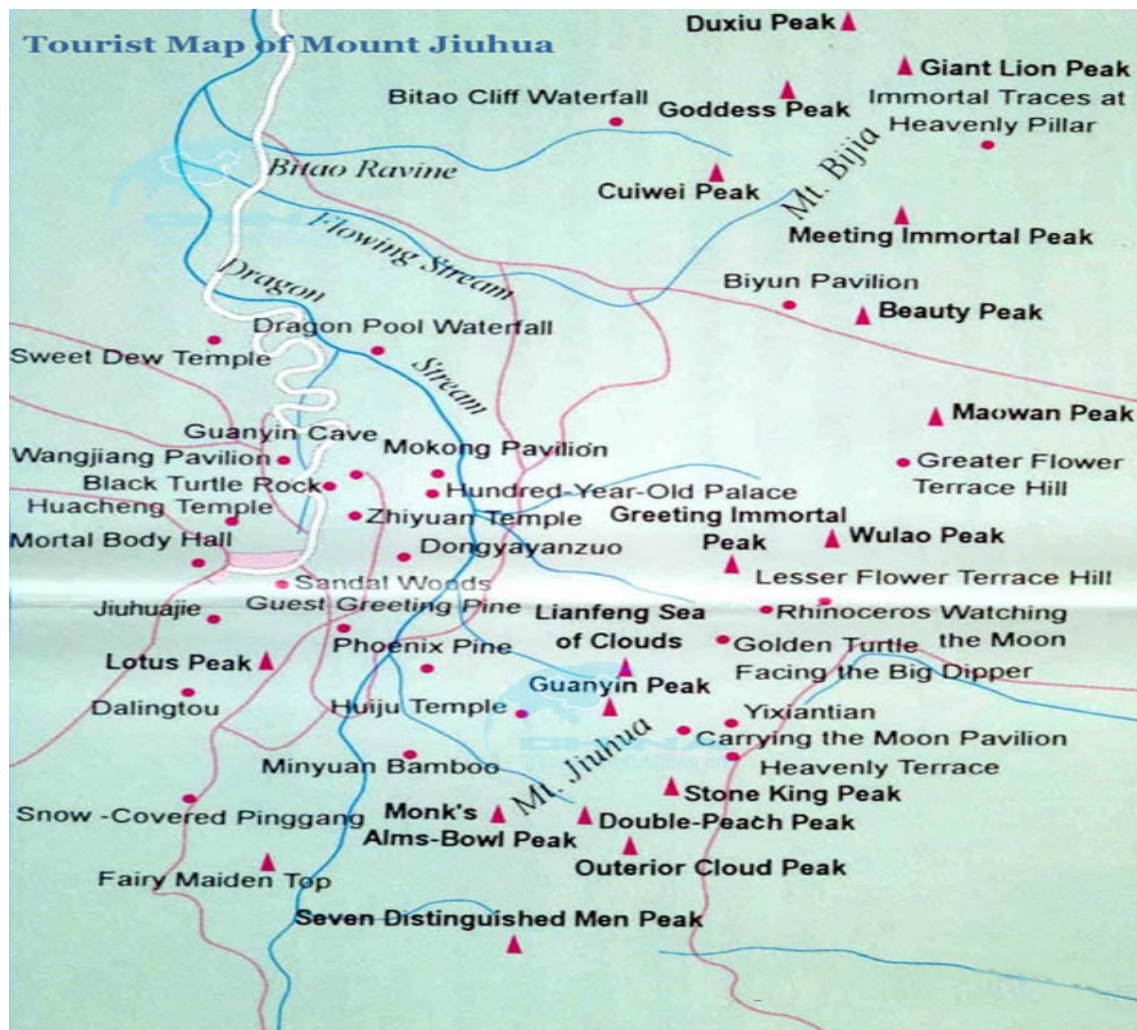 Tourist Map of Mount Jiuhua
Duxiu Peak
Giant Lion Peak
Bitao Cliff Waterfall
Goddess Peak
Immortal Traces at
Heavenly Pillar
Bitao Ravine
Cuiwei Peak
Mt. Bijia
Flowing Stream
Meeting Immortal Peak
Dragon
Stream
Biyun Pavilion
Beauty Peak
Dragon Pool Waterfall
Sweet Dew Temple
Maowan Peak
Guanyin Cave
Mokong Pavilion
Wangjiang Pavilion
Greater Flower
Terrace Hill
Black Turtle Rock
Hundred-Year-Old Palace
Huacheng Temple
Zhiyuan Temple
Greeting Immortal
Peak
Wulao Peak
Mortal Body Hall
Dongyayanzuo
Sandal Woods
Lesser Flower Terrace Hill
Jiuhuajie
Guest Greeting Pine
Lianfeng Sea
of Clouds
Rhinoceros Watching
the Moon
Phoenix Pine
Golden Turtle
Facing the Big Dipper
Lotus Peak
Guanyin Peak
Dalingtou
Huiju Temple
Yixiantian
Mt. Jiuhua
Carrying the Moon Pavilion
Minyuan Bamboo
Heavenly Terrace
Stone King Peak
Snow -Covered Pinggang
Monk's
Alms-Bowl Peak
Double-Peach Peak
Outerior Cloud Peak
Fairy Maiden Top
Seven Distinguished Men Peak